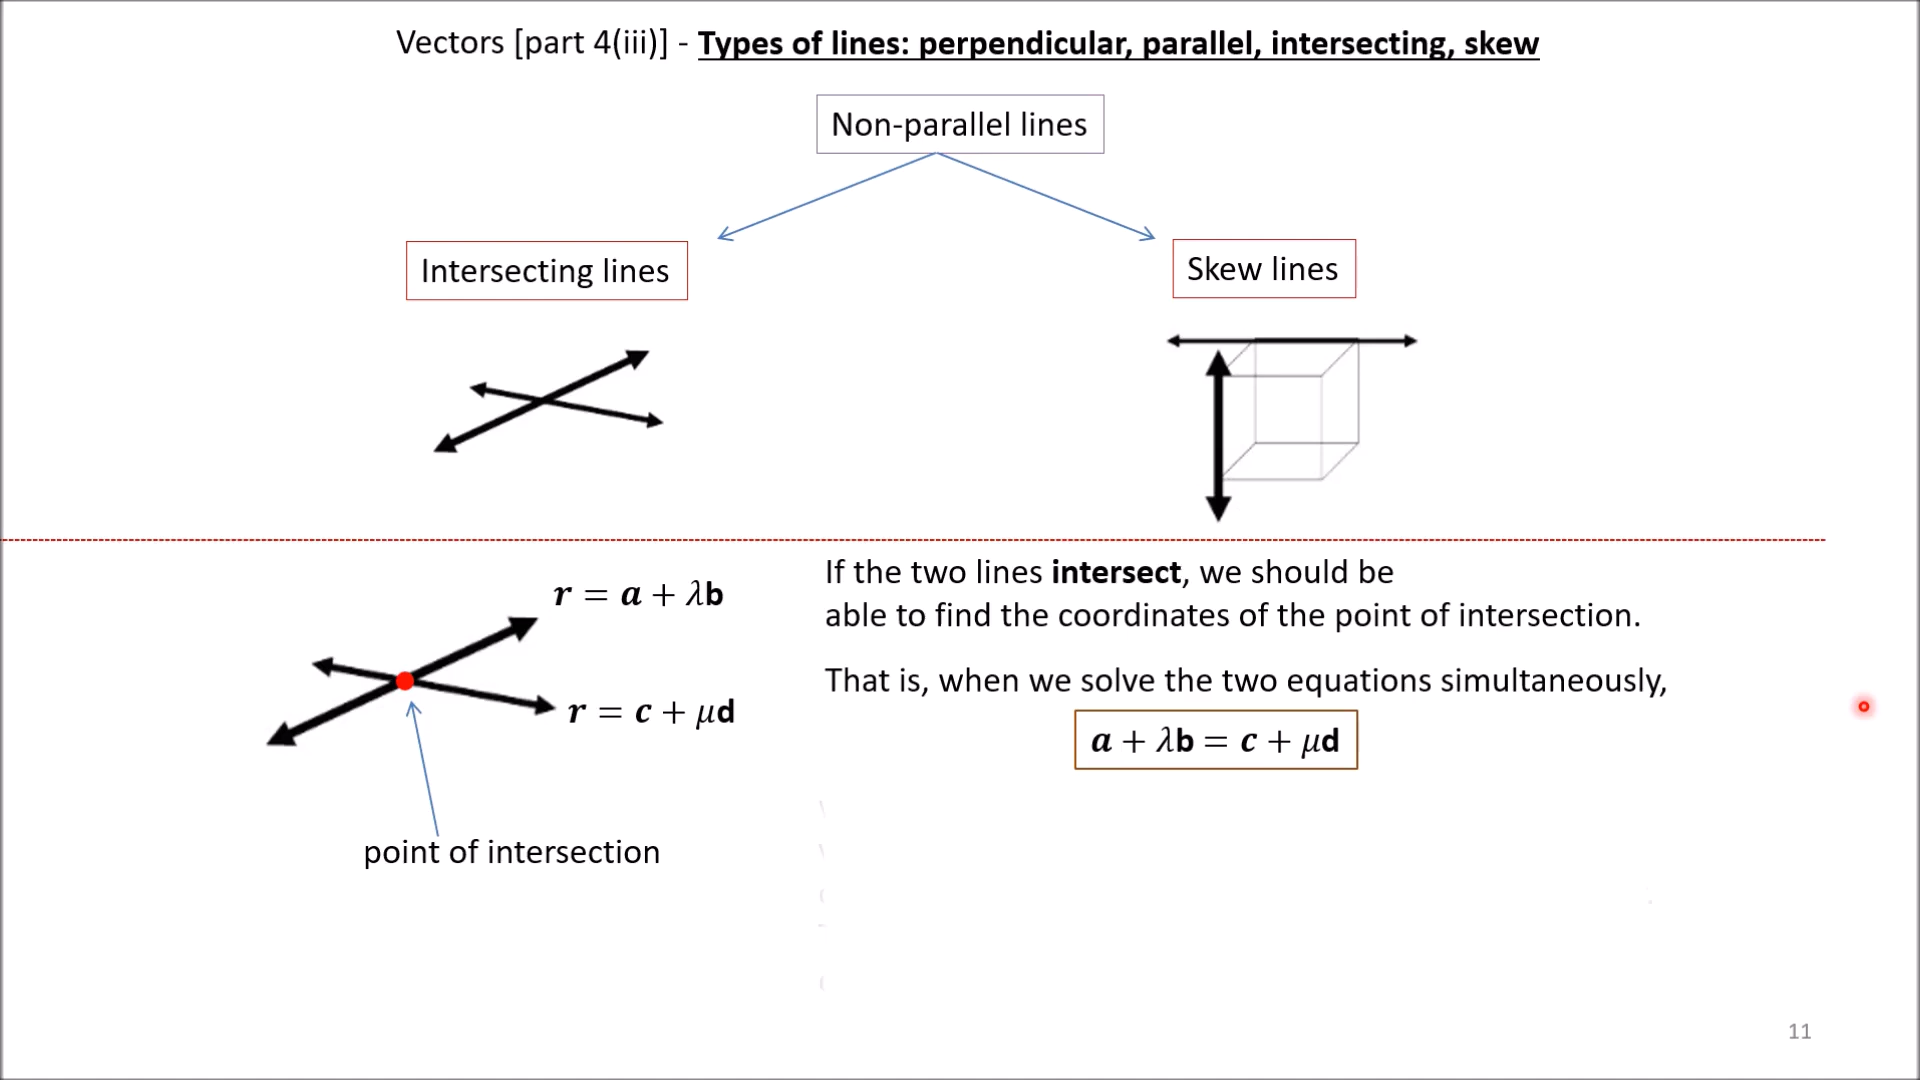 Vectors [part 4(iii)] - Types of lines: perpendicular, parallel, intersecting, skew
Non-parallel lines
Intersecting lines
Skew lines
r = a + λb
r = c + μd
point of intersection
If the two lines intersect, we should be
able to find the coordinates of the point of intersection.
That is, when we solve the two equations simultaneously,
a + λb = c + μd
11